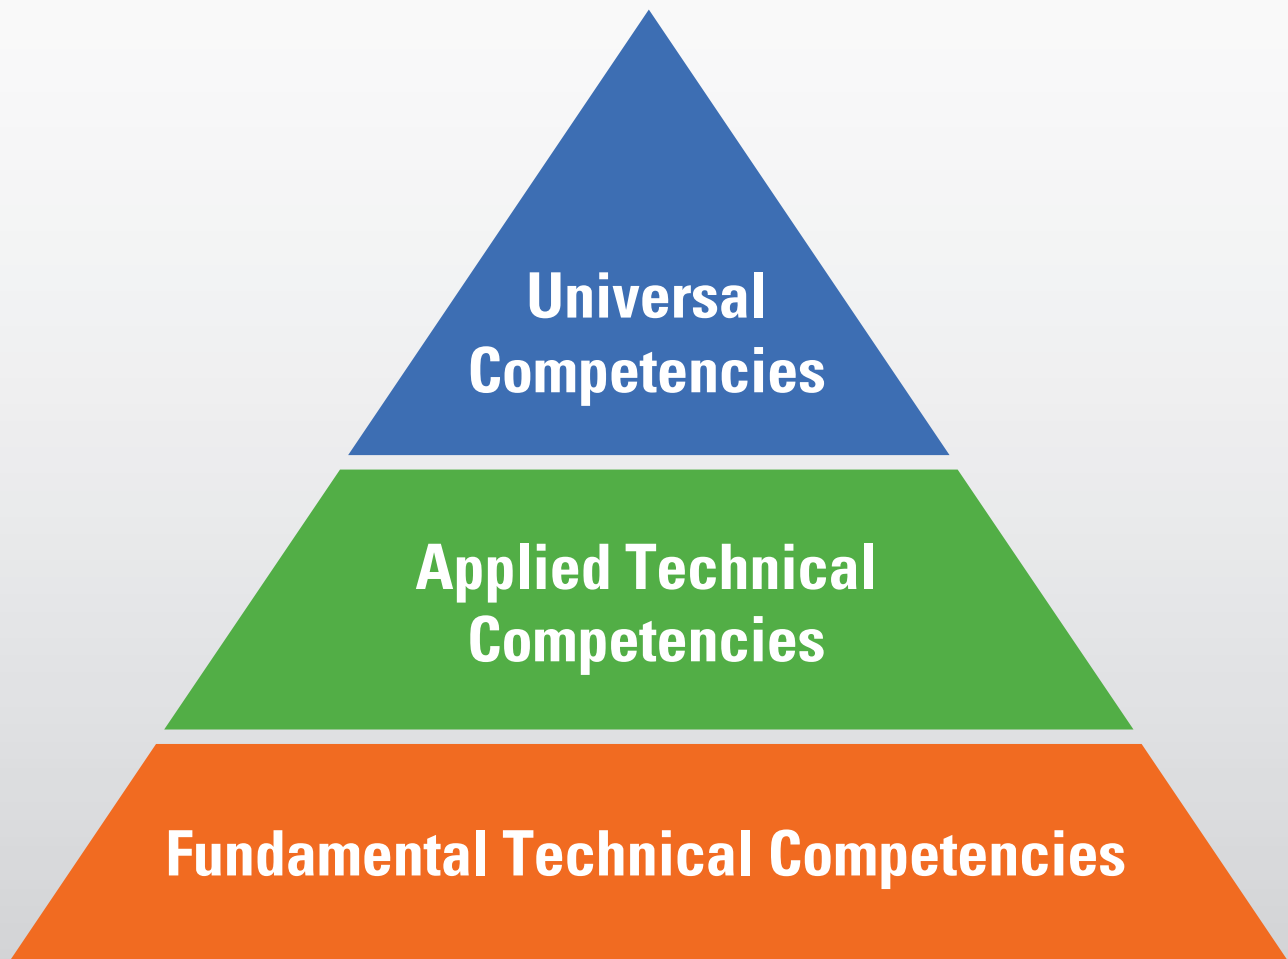 Universal
Competencies
Applied Technical
Competencies
Fundamental Technical Competencies